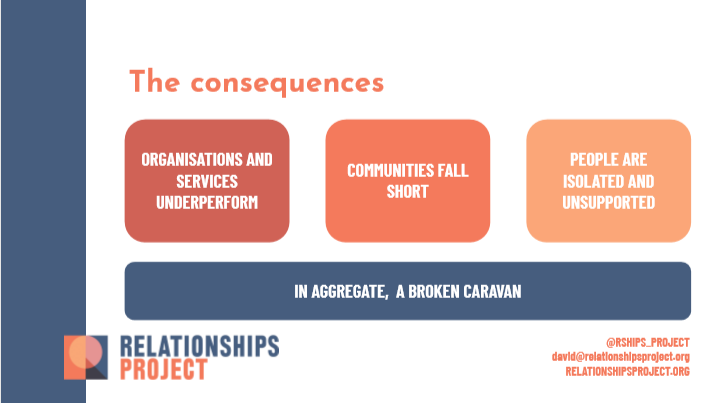 The consequences
ORGANISATIONS AND
SERVICES
UNDERPERFORM
COMMUNITIES FALL
SHORT
PEOPLE ARE
ISOLATED AND
UNSUPPORTED
IN AGGREGATE, A BROKEN CARAVAN
RELATIONSHIPS
PROJECT
@RSHIPS_PROJECT
david@relationshipsproject.org
RELATIONSHIPSPROJECT.ORG